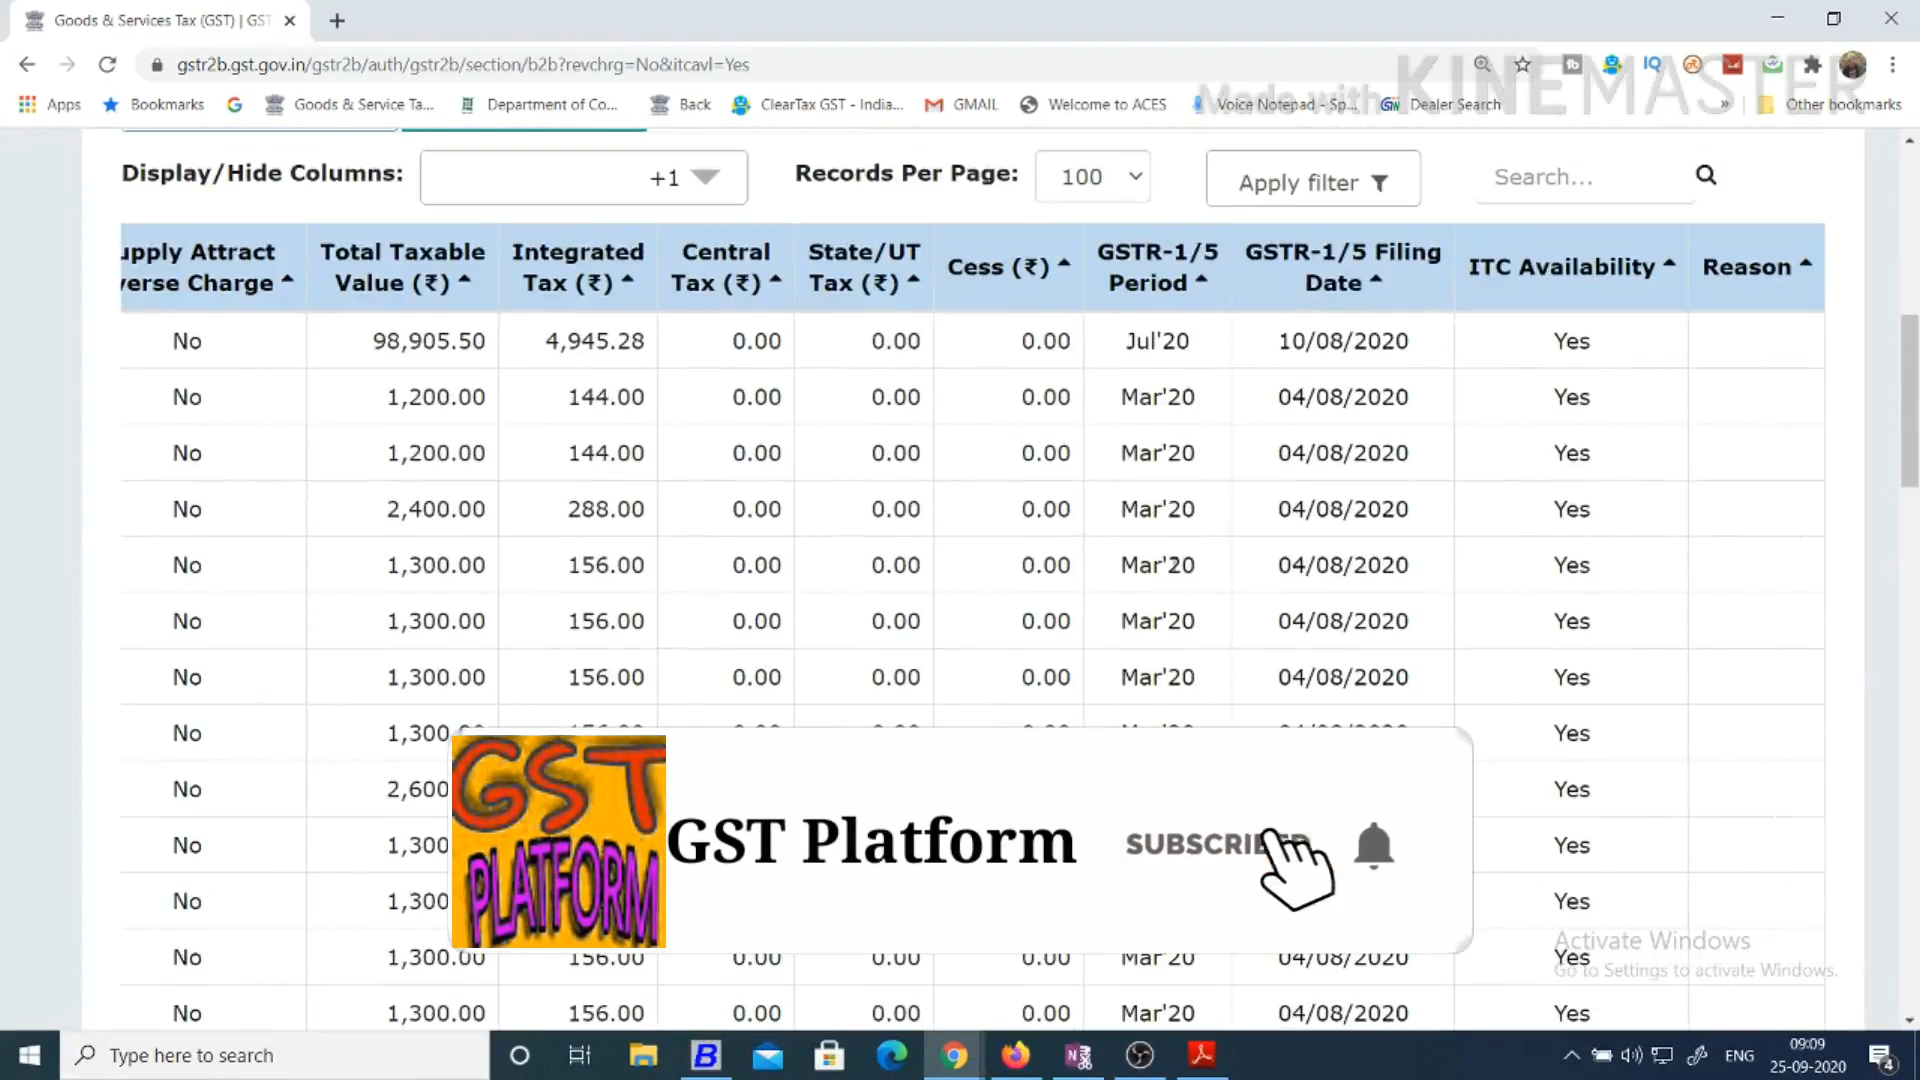 Goods & Services Tax (GST) | GST
gstr2b.gst.gov.in/gstr2b/auth/gstr2b/section/b2b?revchrg=No&itcavl=Yes
Made with KINEMASTER
Apps Bookmarks Goods & Service Ta... Department of Co... Back ClearTax GST - India... GMAIL Welcome to ACES Voice Notepad - Sp... Dealer Search » Other bookmarks
Display/Hide Columns: +1 Records Per Page: 100 Apply filter Search...
upply Attract Total Taxable Integrated Central State/UT Cess (₹) GSTR-1/5 GSTR-1/5 Filing ITC Availability Reason
verse Charge Value (₹) Tax (₹) Tax (₹) Tax (₹) Period Date
No 98,905.50 4,945.28 0.00 0.00 0.00 Jul'20 10/08/2020 Yes
No 1,200.00 144.00 0.00 0.00 0.00 Mar'20 04/08/2020 Yes
No 1,200.00 144.00 0.00 0.00 0.00 Mar'20 04/08/2020 Yes
No 2,400.00 288.00 0.00 0.00 0.00 Mar'20 04/08/2020 Yes
No 1,300.00 156.00 0.00 0.00 0.00 Mar'20 04/08/2020 Yes
No 1,300.00 156.00 0.00 0.00 0.00 Mar'20 04/08/2020 Yes
No 1,300.00 156.00 0.00 0.00 0.00 Mar'20 04/08/2020 Yes
No 1,300 Yes
No 2,600 Yes
No 1,300 Yes
No 1,300 Yes
No 1,300.00 156.00 0.00 0.00 0.00 Mar'20 04/08/2020 Yes
No 1,300.00 156.00 0.00 0.00 0.00 Mar'20 04/08/2020 Yes
GST
PLATFORM
GST Platform SUBSCRIBED
Activate Windows
Go to Settings to activate Windows.
Type here to search
ENG
09:09
25-09-2020
4